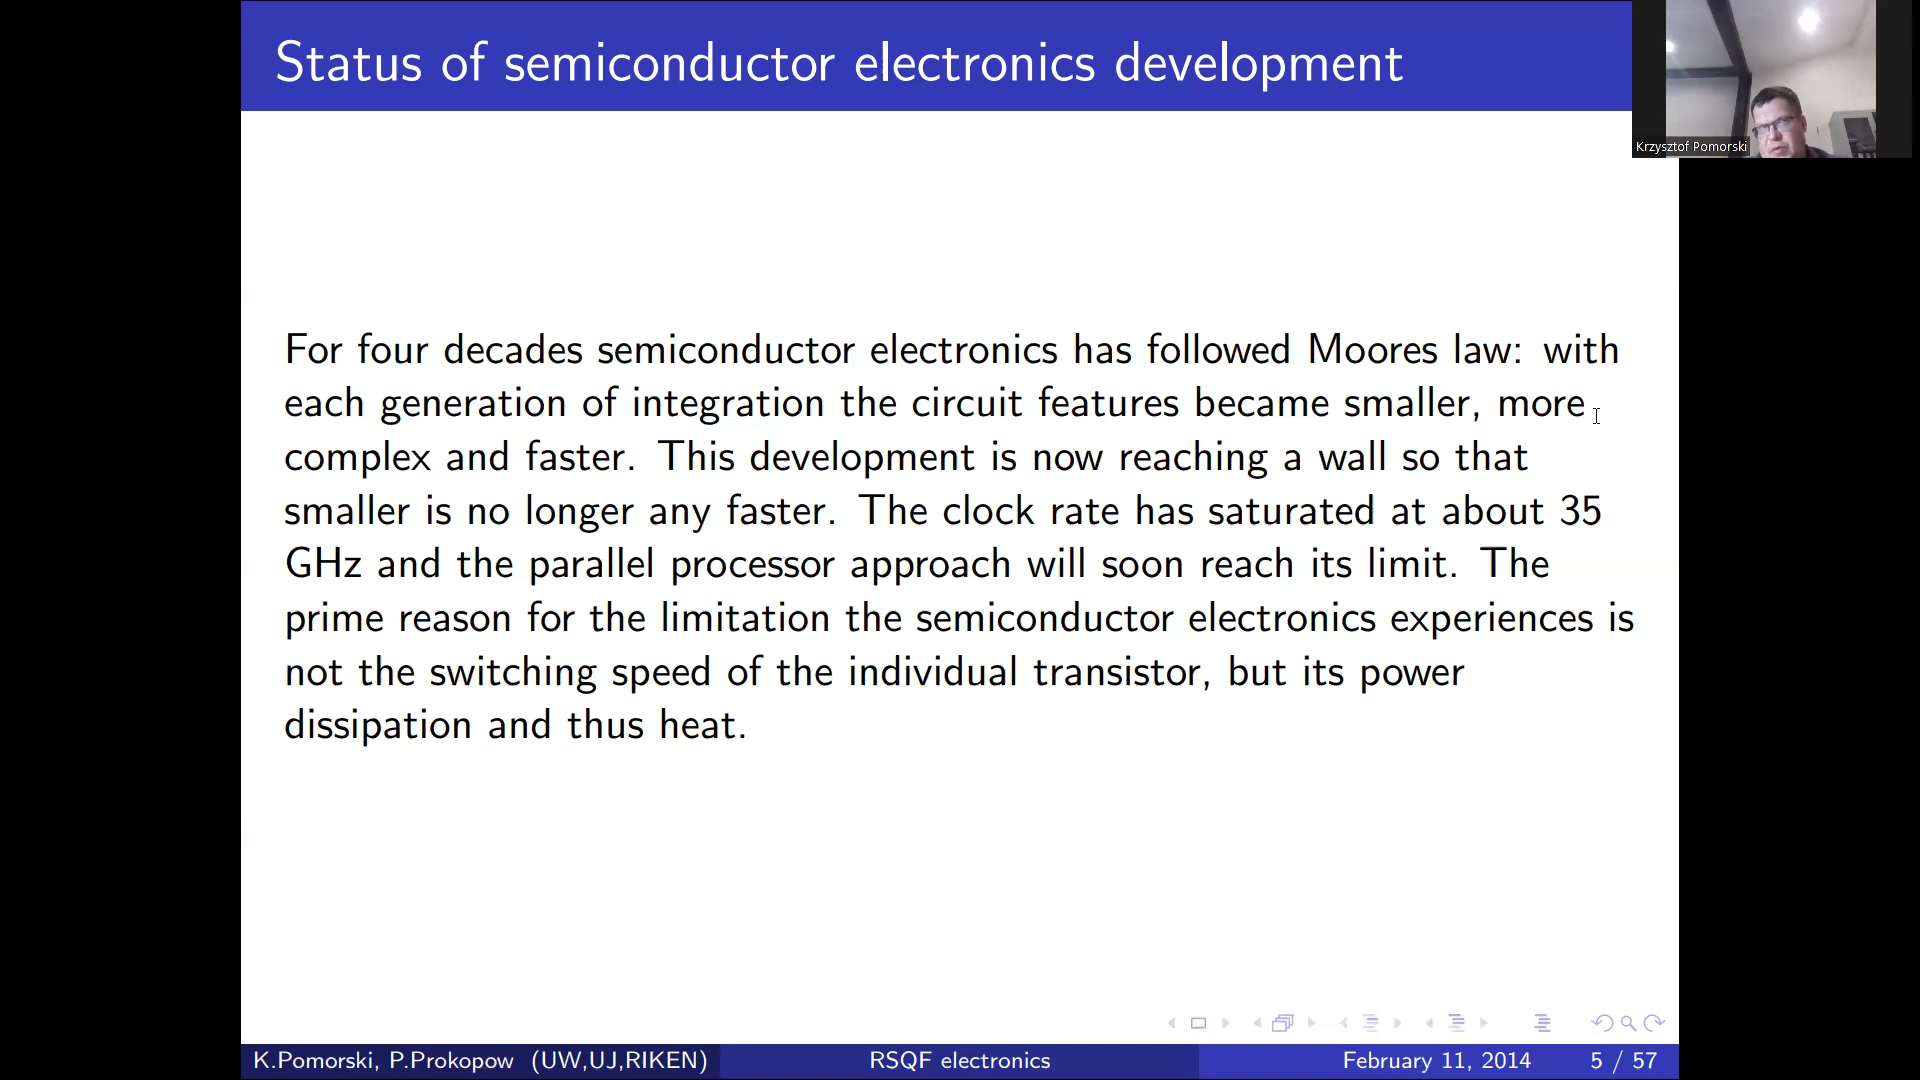 Status of semiconductor electronics development
Krzysztof Pomorski
For four decades semiconductor electronics has followed Moores law: with
each generation of integration the circuit features became smaller, more
complex and faster. This development is now reaching a wall so that
smaller is no longer any faster. The clock rate has saturated at about 35
GHz and the parallel processor approach will soon reach its limit. The
prime reason for the limitation the semiconductor electronics experiences is
not the switching speed of the individual transistor, but its power
dissipation and thus heat.
K.Pomorski, P.Prokopow (UW,UJ,RIKEN) RSQF electronics February 11, 2014 5 / 57